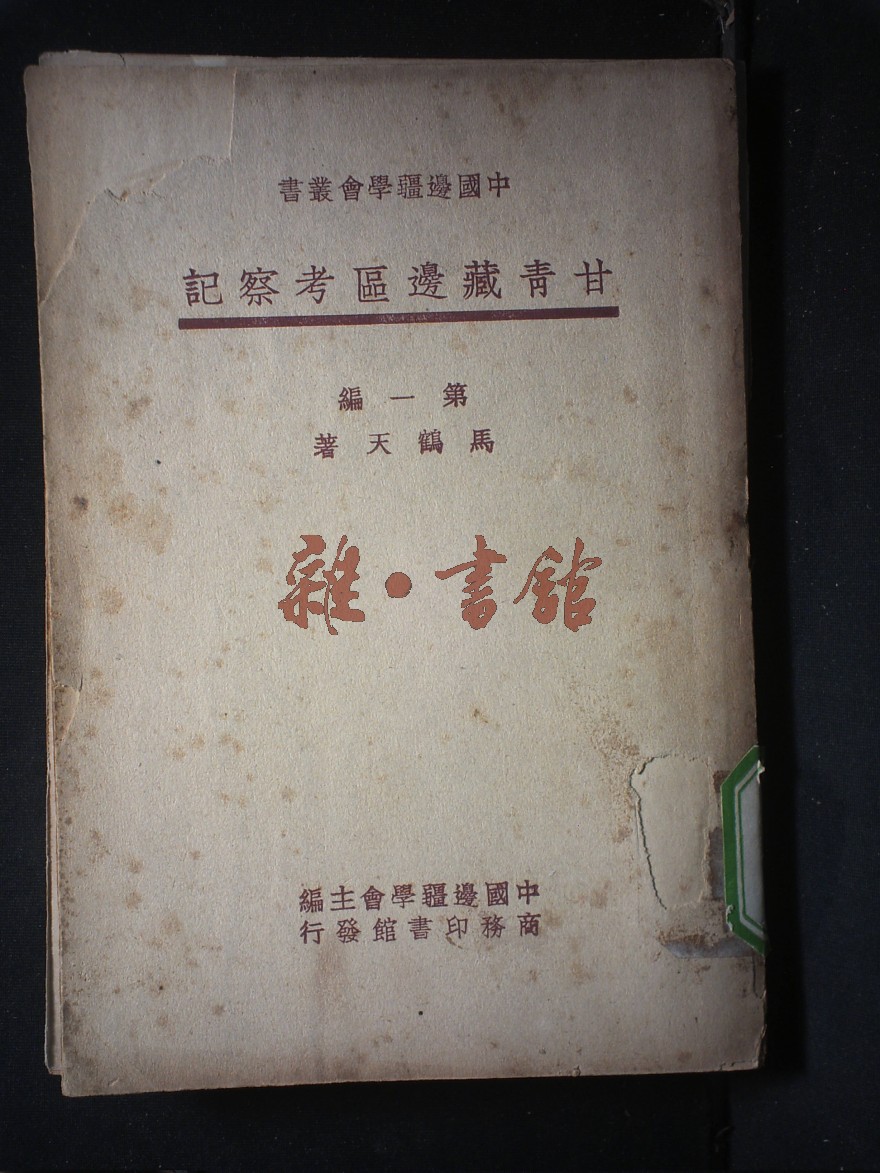 中國邊疆學會叢書
甘青藏邊區考察記
第一編
馬鶴天著
雜·書館
中國邊疆學會主編
商務印書館發行